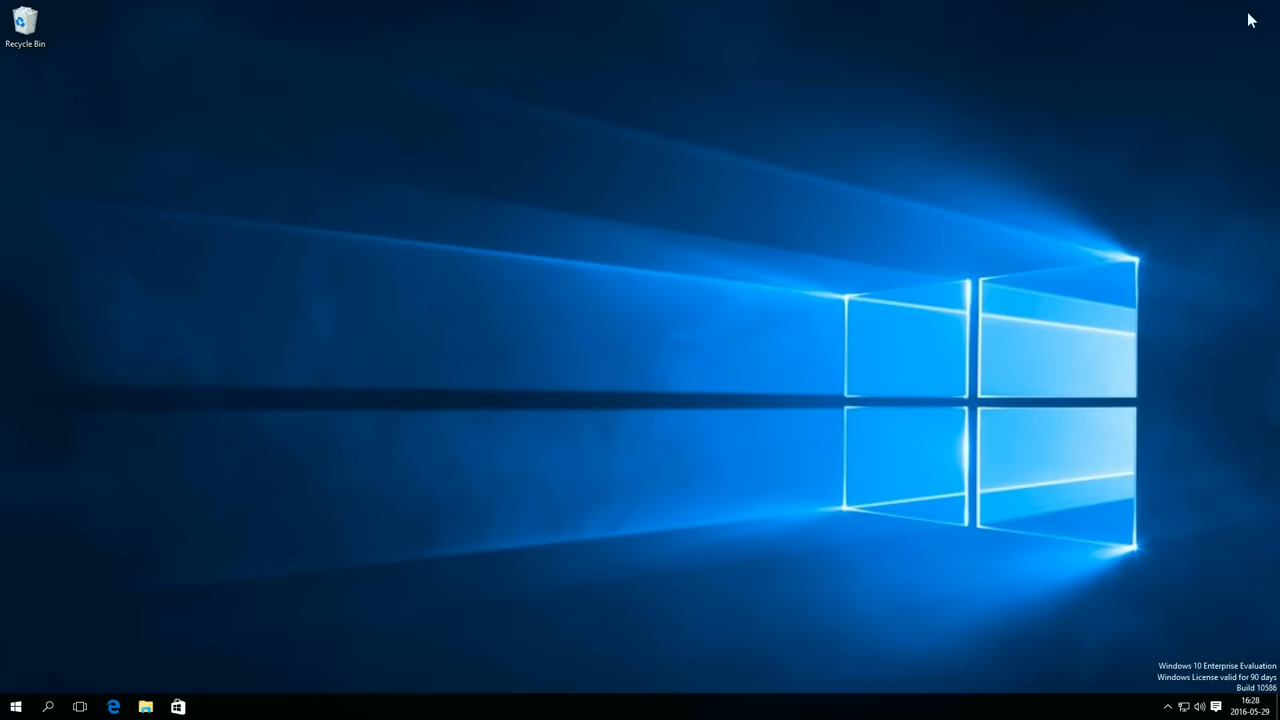 Recycle Bin
Windows 10 Enterprise Evaluation
Windows License valid for 90 days
Build 10586
16:28
2016-05-29